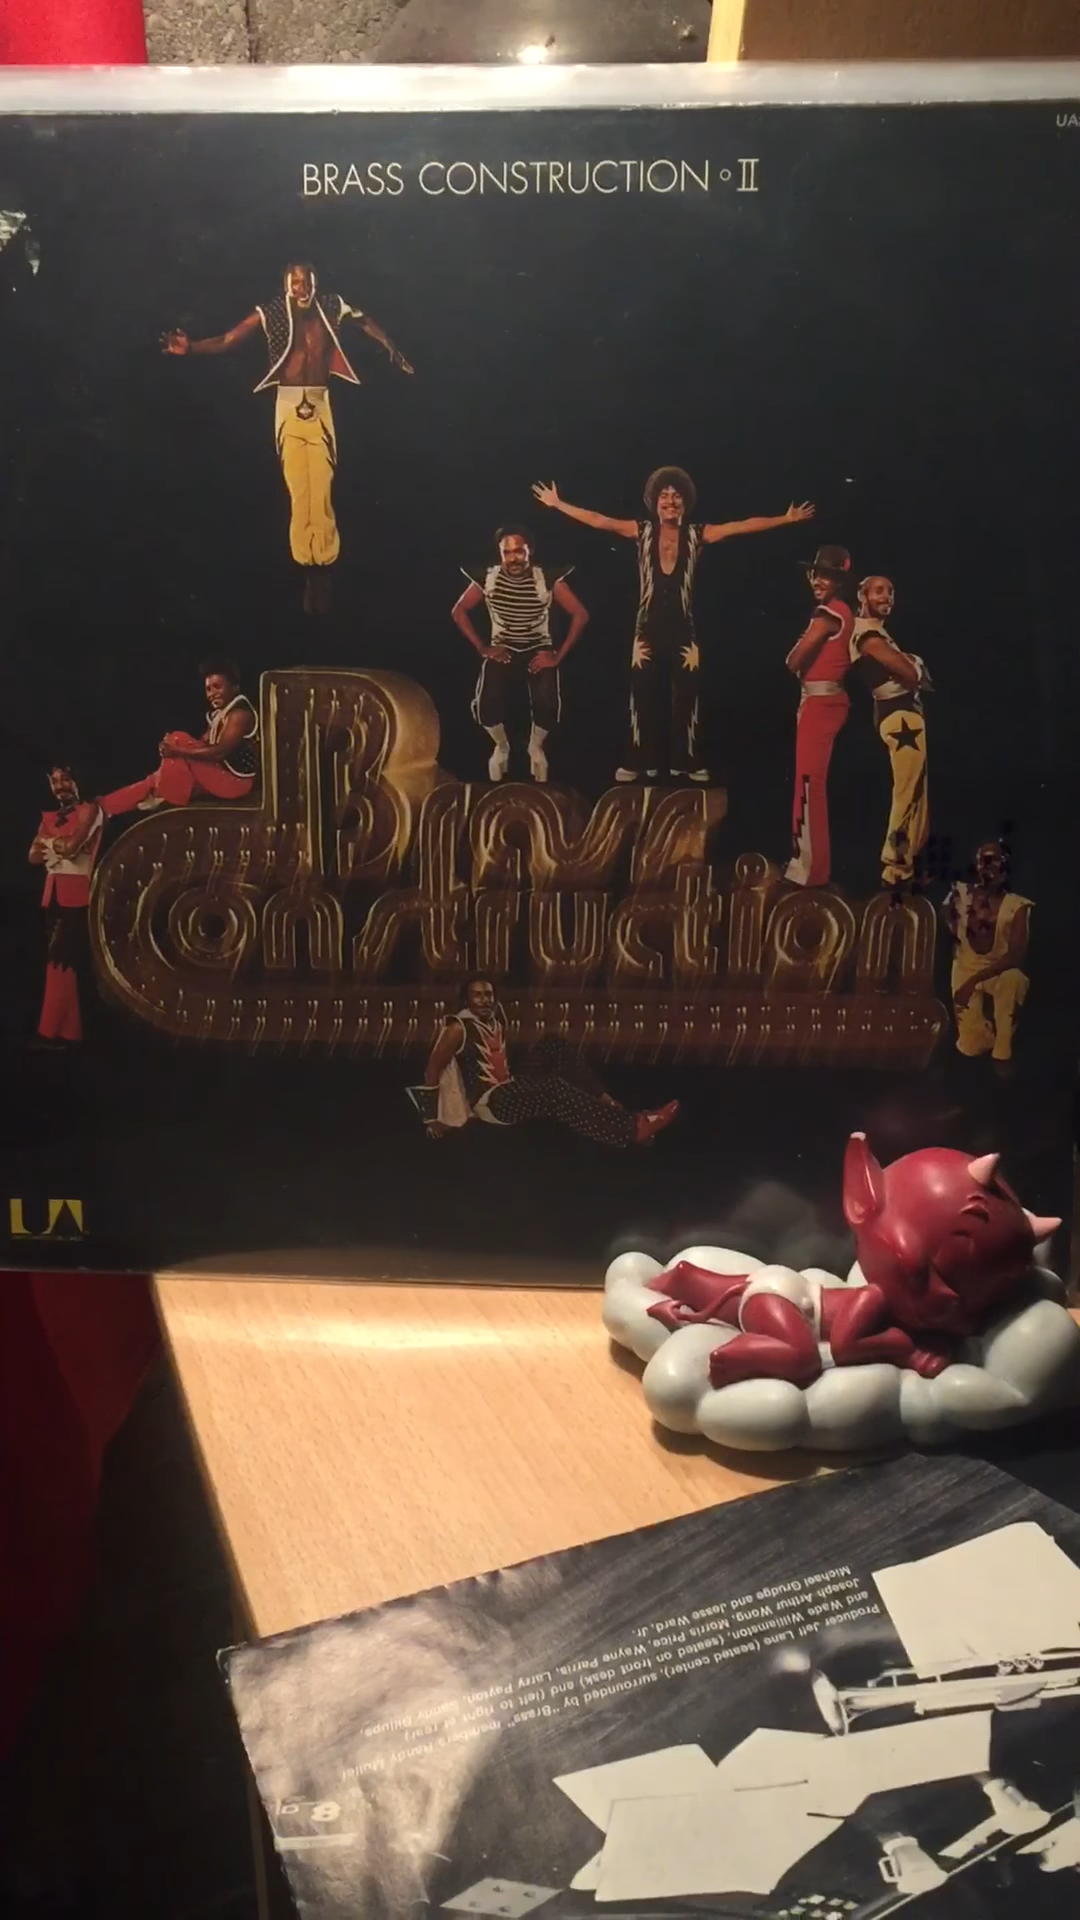 UA
BRASS CONSTRUCTION • II
Brass
Construction
UA
Producer Jeff Lane (seated center), surrounded by "Brass" members Randy Muller
and Wade Williamston, (seated on front desk) and (left to right at rear)
Joseph Arthur Wong, Morris Price, Wayne Parris, Larry Payton, Sandy Billups,
Michael Grudge and Jesse Ward, Jr.
8